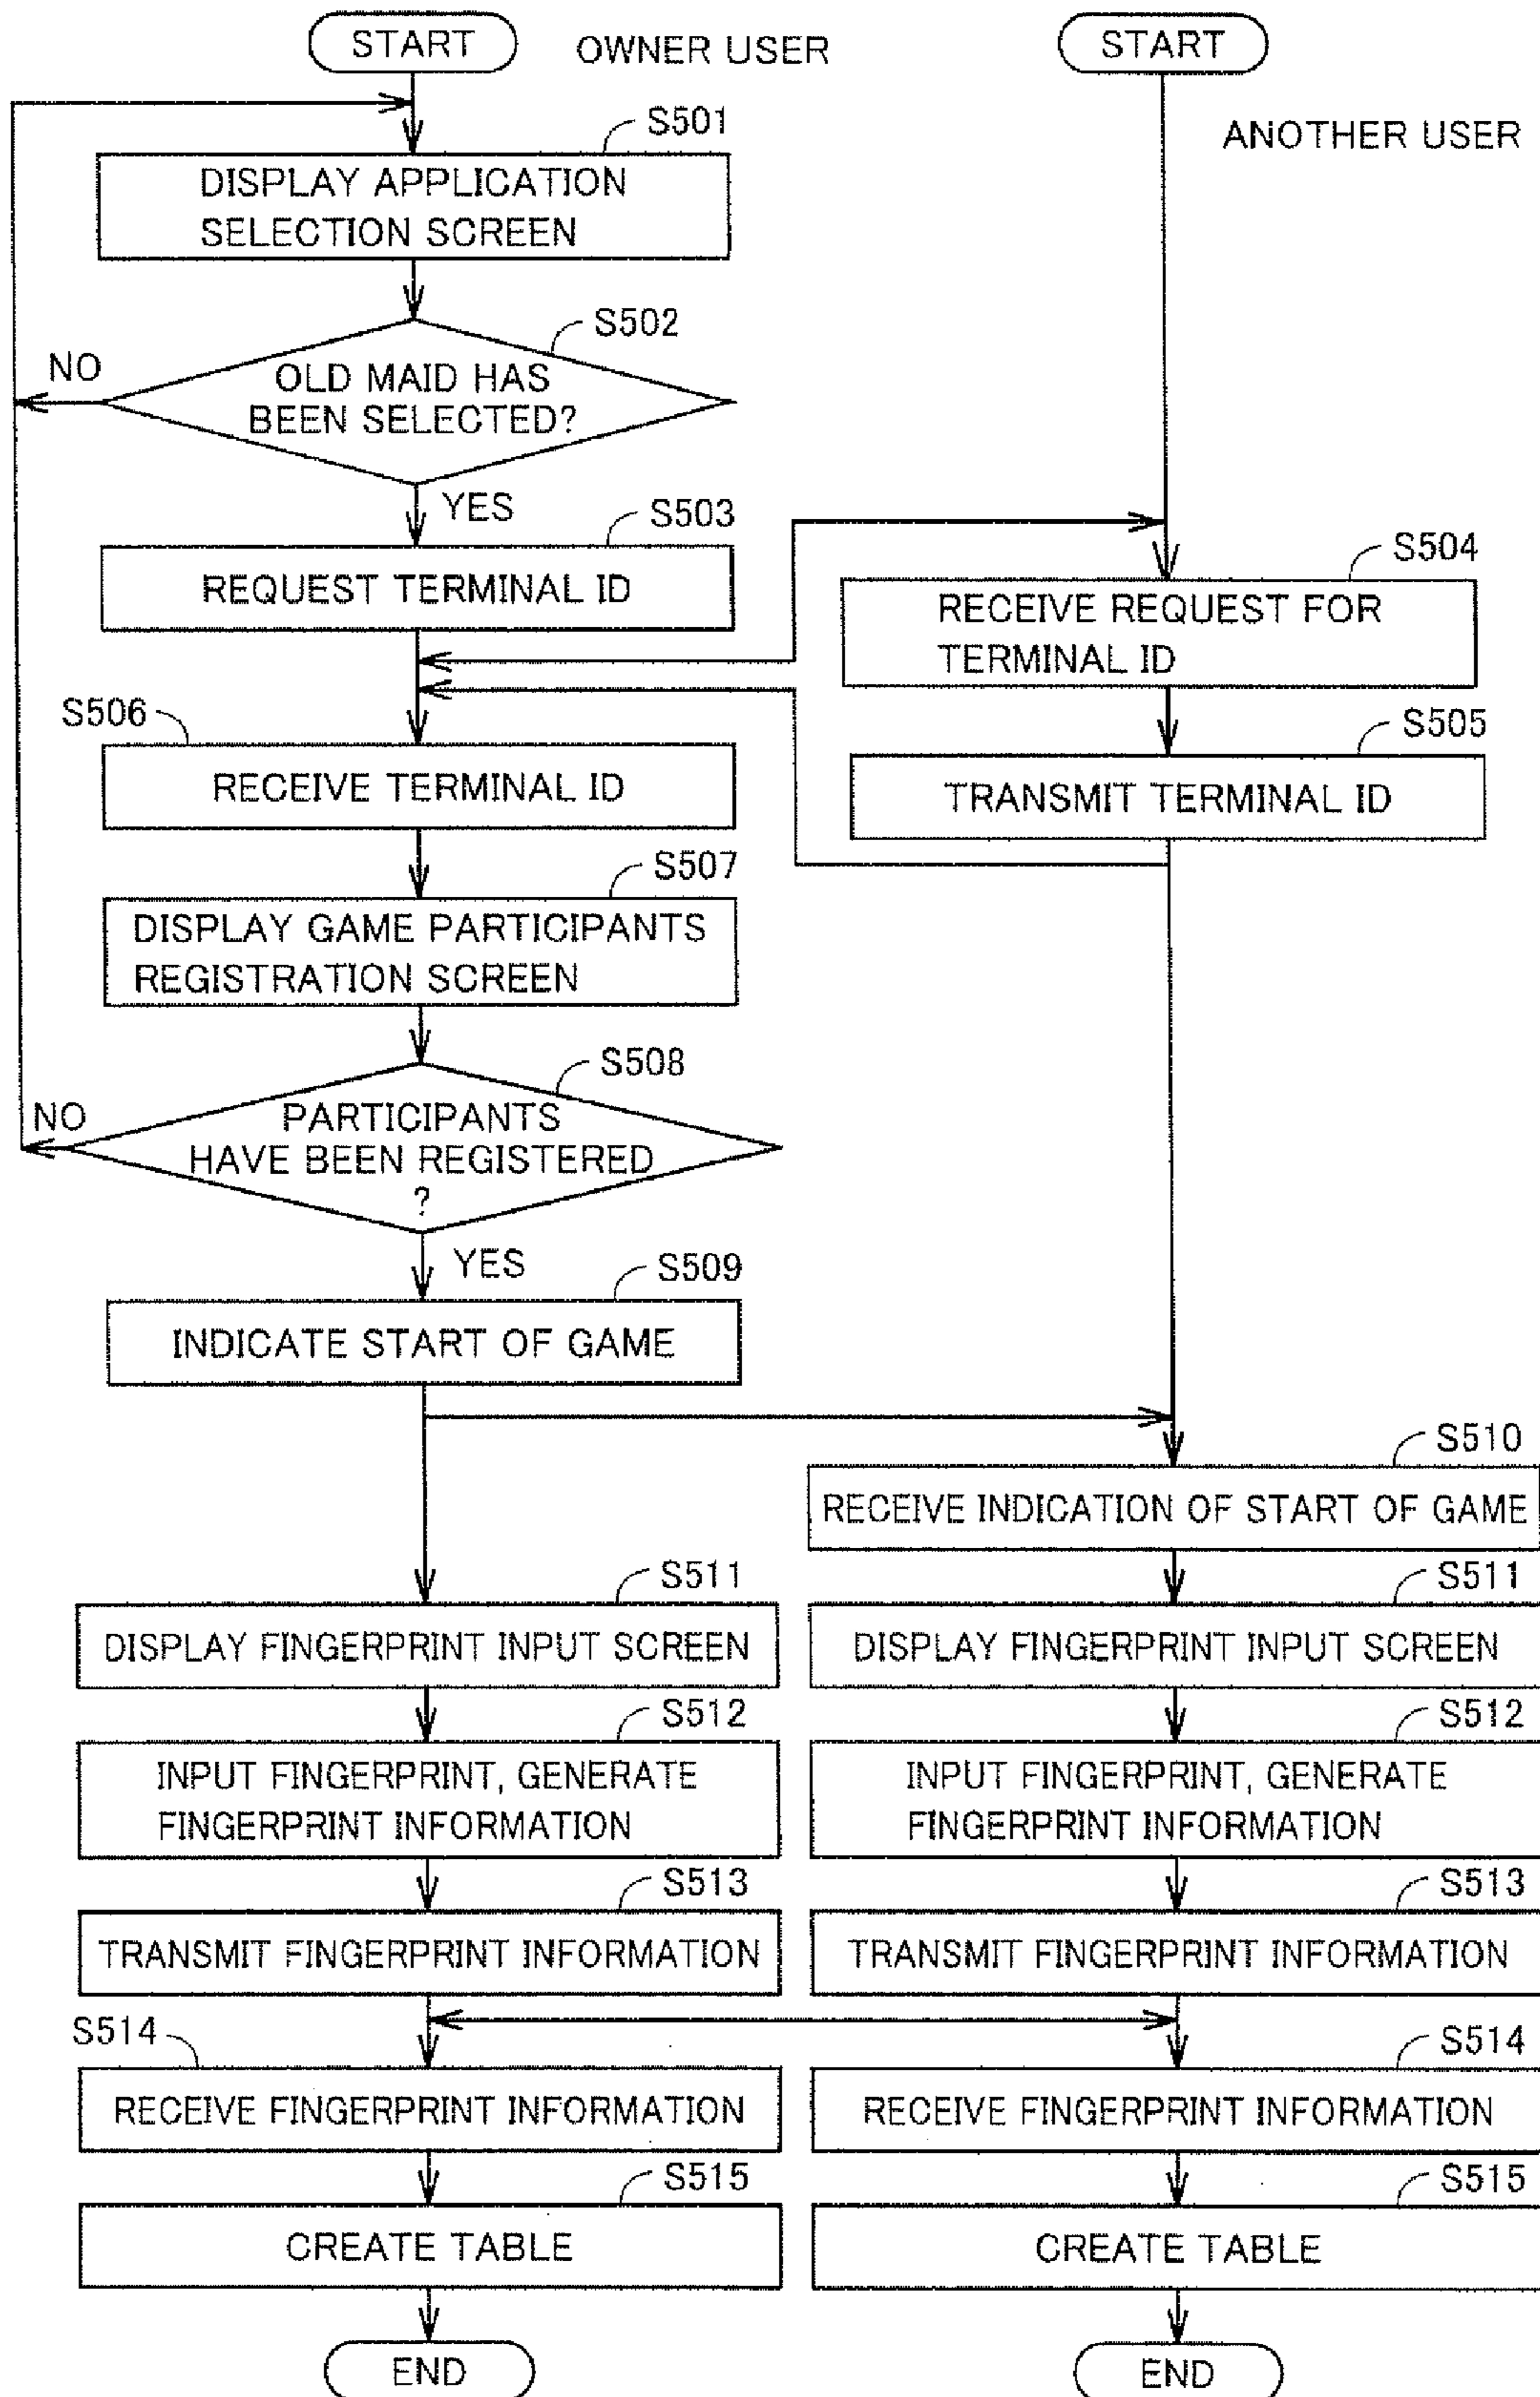 START
OWNER USER
START
ANOTHER USER
S501
DISPLAY APPLICATION
SELECTION SCREEN
S502
NO
OLD MAID HAS
BEEN SELECTED?
YES
S503
REQUEST TERMINAL ID
S504
RECEIVE REQUEST FOR
TERMINAL ID
S505
TRANSMIT TERMINAL ID
S506
RECEIVE TERMINAL ID
S507
DISPLAY GAME PARTICIPANTS
REGISTRATION SCREEN
S508
NO
PARTICIPANTS
HAVE BEEN REGISTERED
?
YES
S509
INDICATE START OF GAME
S510
RECEIVE INDICATION OF START OF GAME
S511
DISPLAY FINGERPRINT INPUT SCREEN
S511
DISPLAY FINGERPRINT INPUT SCREEN
S512
INPUT FINGERPRINT, GENERATE
FINGERPRINT INFORMATION
S512
INPUT FINGERPRINT, GENERATE
FINGERPRINT INFORMATION
S513
TRANSMIT FINGERPRINT INFORMATION
S513
TRANSMIT FINGERPRINT INFORMATION
S514
RECEIVE FINGERPRINT INFORMATION
S514
RECEIVE FINGERPRINT INFORMATION
S515
CREATE TABLE
S515
CREATE TABLE
END
END